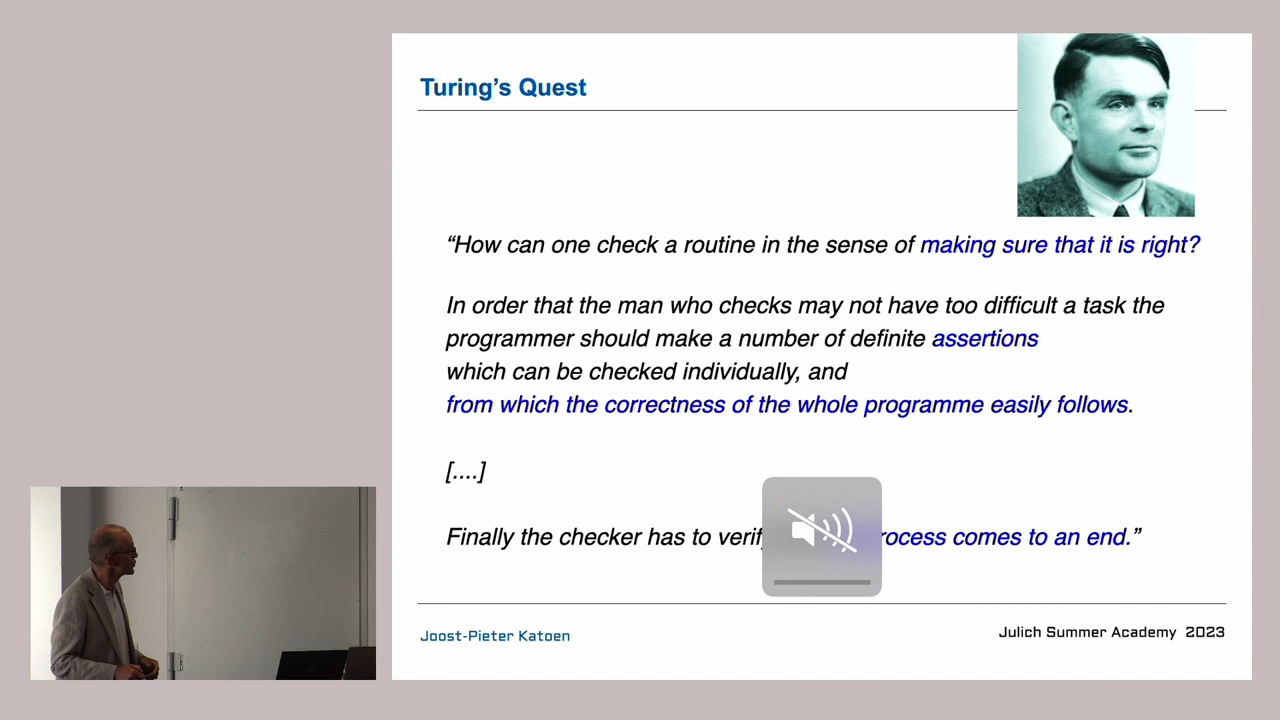 Turing’s Quest
“How can one check a routine in the sense of making sure that it is right?
In order that the man who checks may not have too difficult a task the
programmer should make a number of definite assertions
which can be checked individually, and
from which the correctness of the whole programme easily follows.
[....]
Finally the checker has to verify rocess comes to an end.”
Joost-Pieter Katoen
Julich Summer Academy 2023